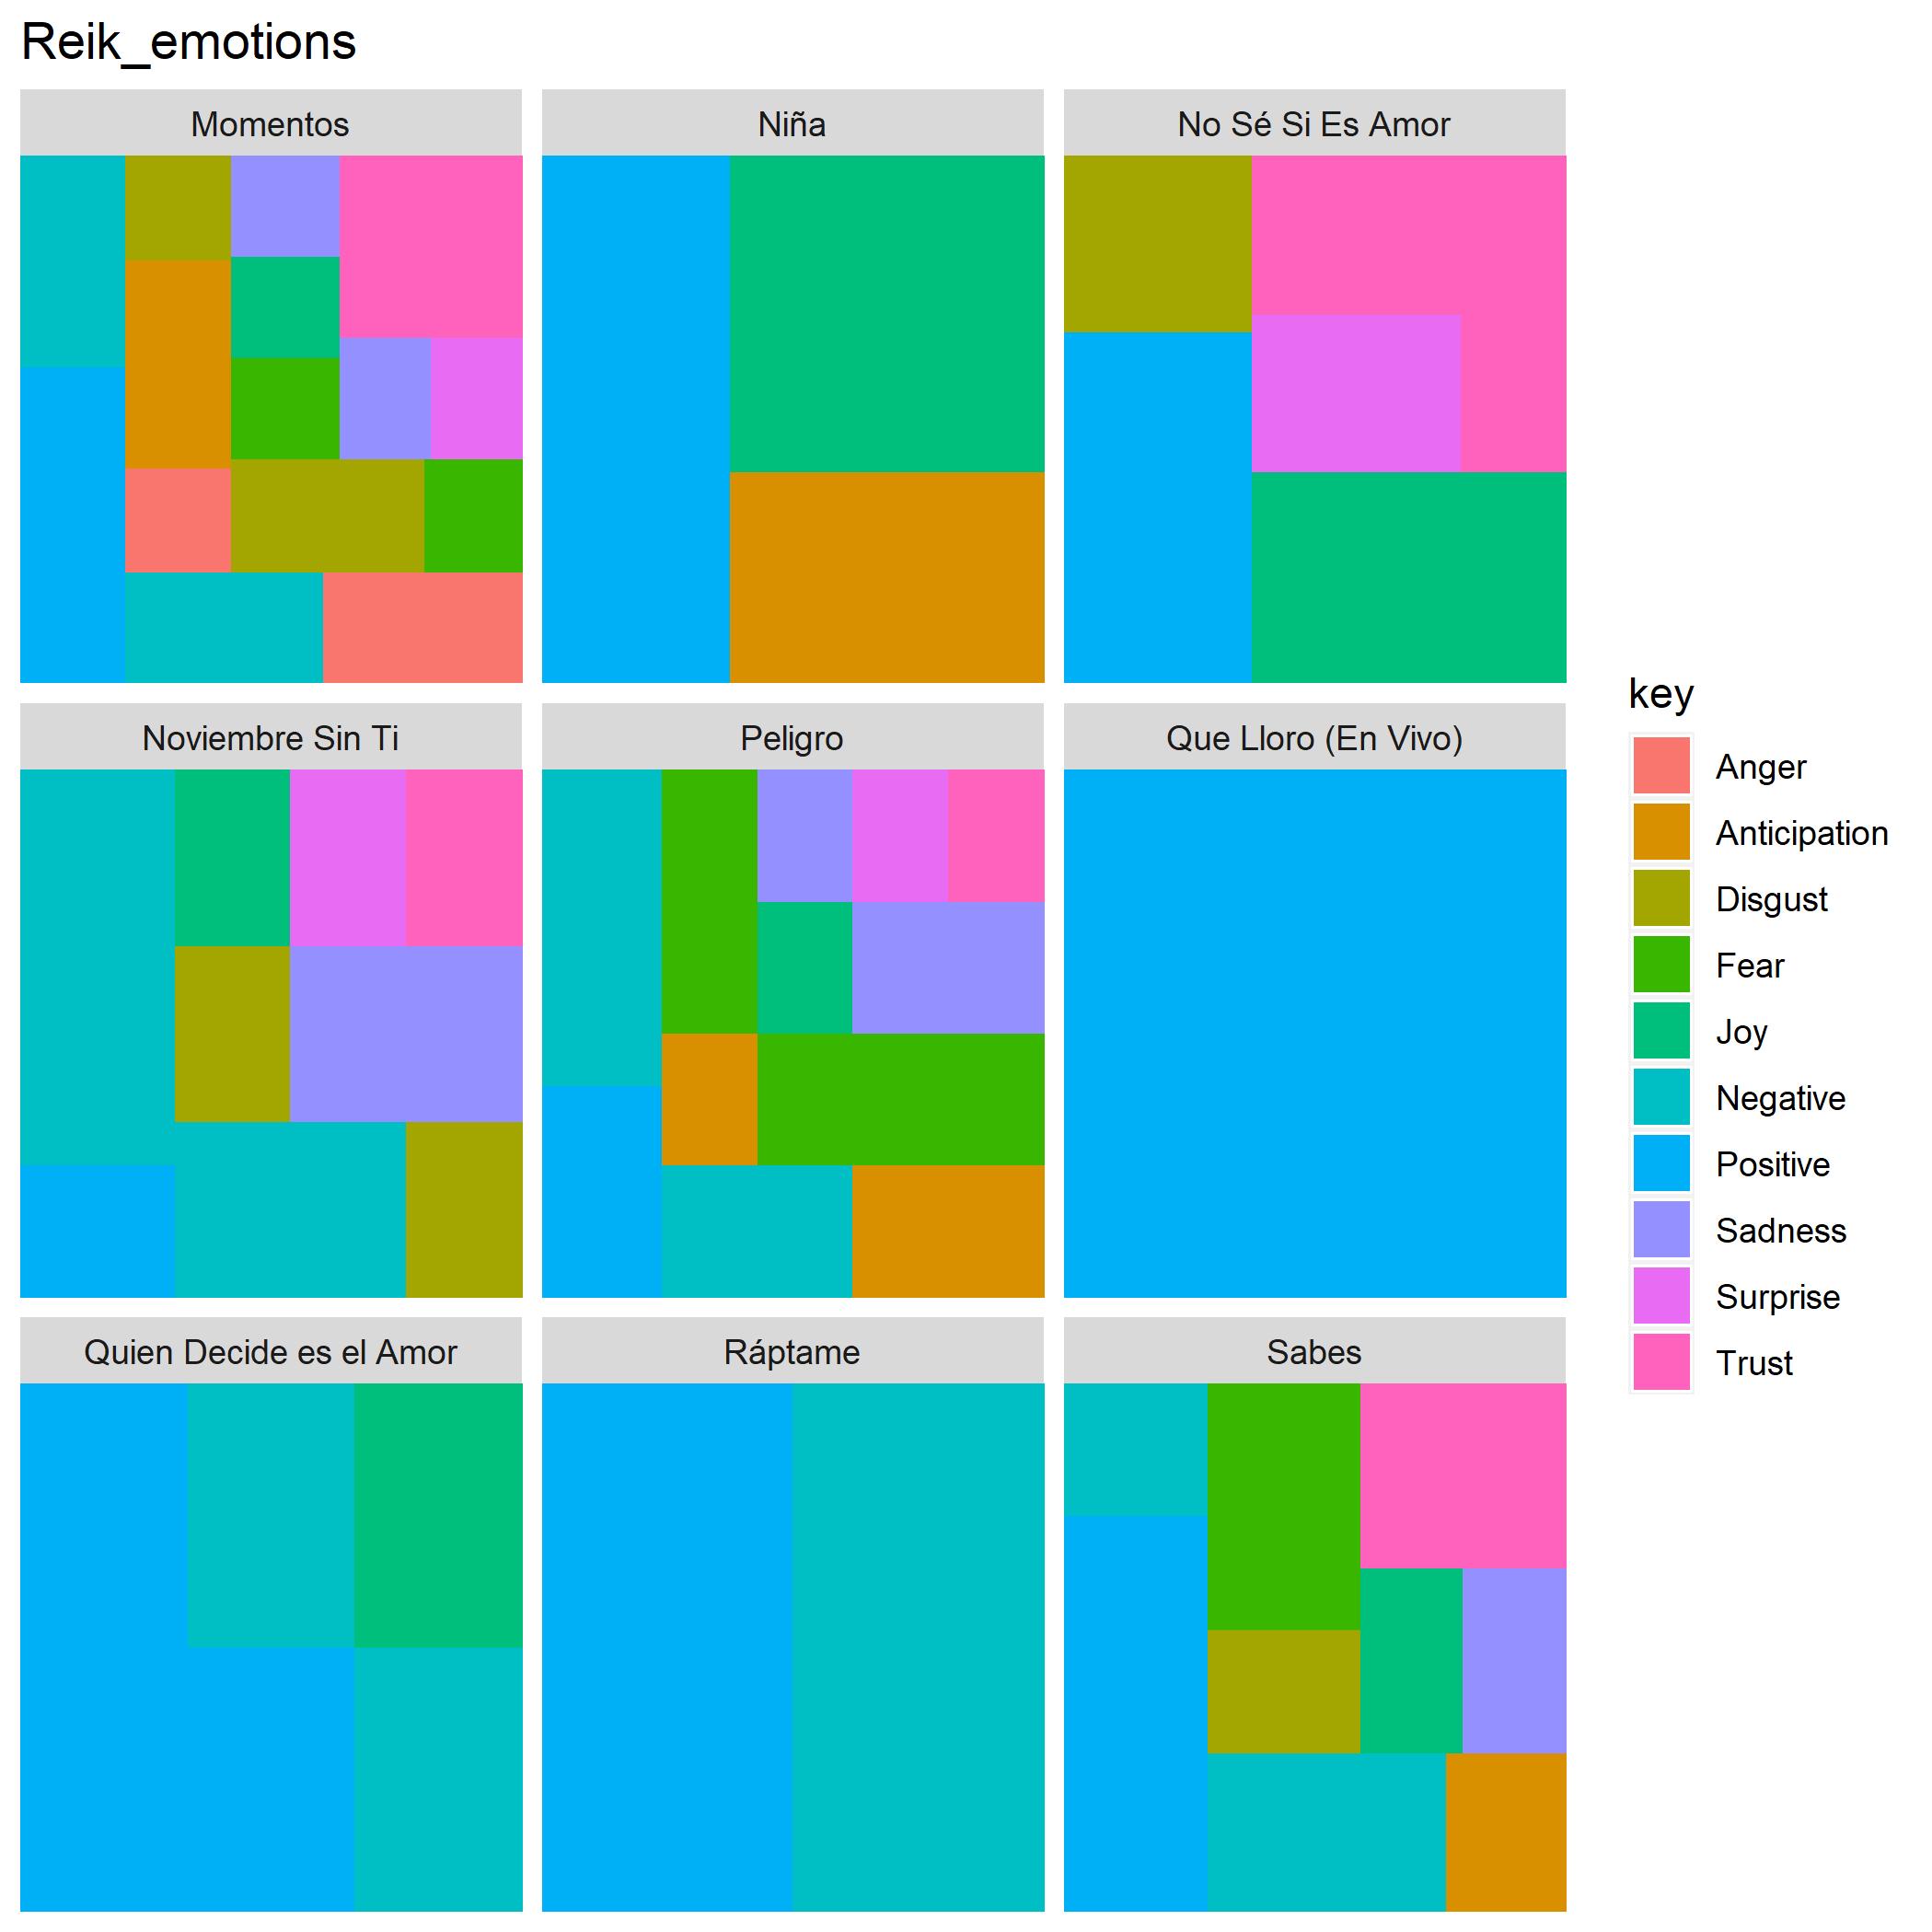 Reik_emotions
Momentos
Niña
No Sé Si Es Amor
Noviembre Sin Ti
Peligro
Que Lloro (En Vivo)
Quien Decide es el Amor
Ráptame
Sabes
key
Anger
Anticipation
Disgust
Fear
Joy
Negative
Positive
Sadness
Surprise
Trust